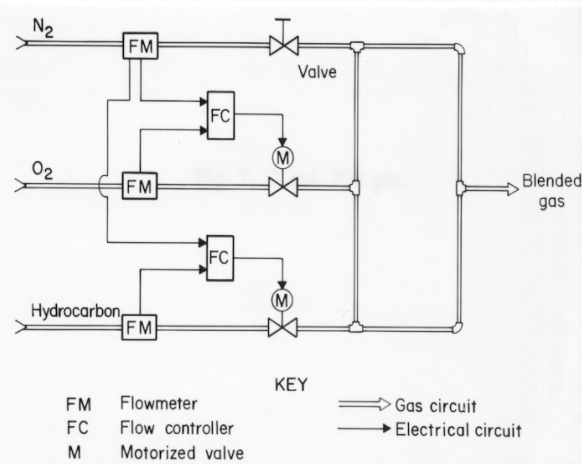 N2
FM
Valve
FC
M
O2
FM
Blended gas
FC
M
Hydrocarbon
FM
KEY
FM Flowmeter
FC Flow controller
M Motorized valve
Gas circuit
Electrical circuit